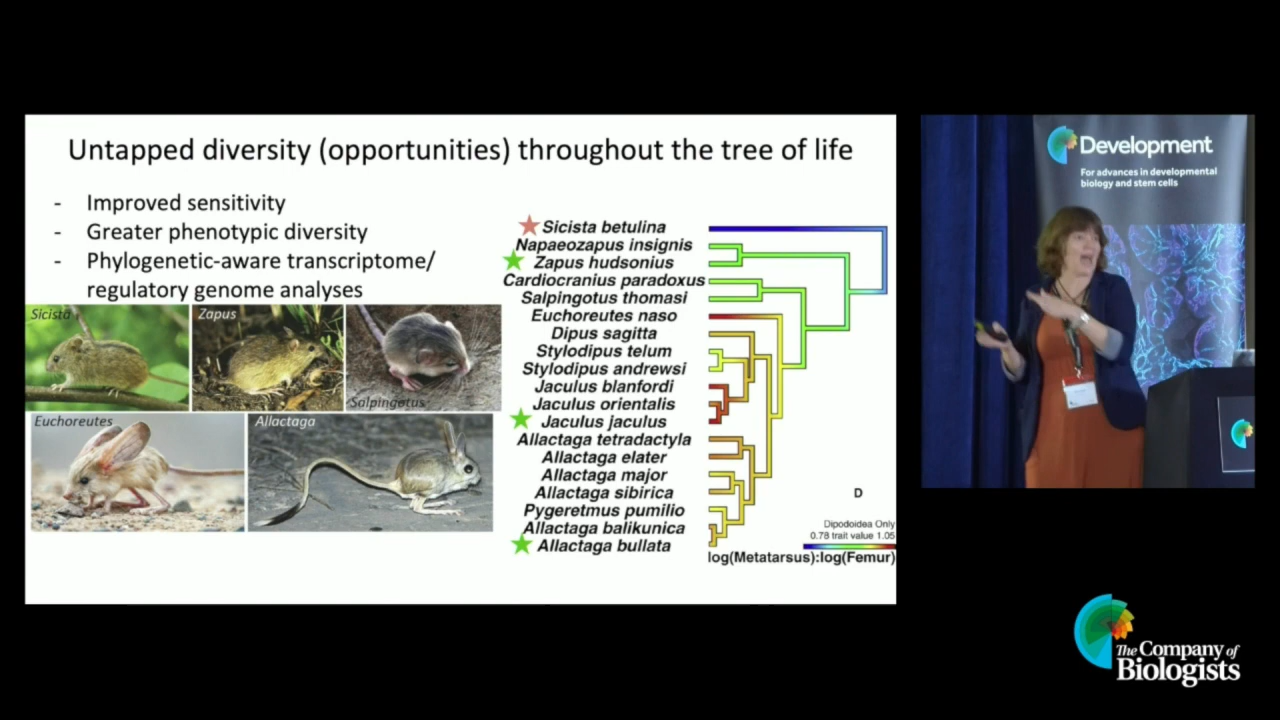 Untapped diversity (opportunities) throughout the tree of life
- Improved sensitivity
- Greater phenotypic diversity
- Phylogenetic-aware transcriptome/
regulatory genome analyses
Sicista
Zapus
Salpingotus
Euchoreutes
Allactaga
Sicista betulina
Napaeozapus insignis
Zapus hudsonius
Cardiocranius paradoxus
Salpingotus thomasi
Euchoreutes naso
Dipus sagitta
Stylodipus telum
Stylodipus andrewsi
Jaculus blanfordi
Jaculus orientalis
Jaculus jaculus
Allactaga tetradactyla
Allactaga elater
Allactaga major
Allactaga sibirica
Pygeretmus pumilio
Allactaga balikunica
Allactaga bullata
D
Dipodoidea Only
0.78 trait value 1.05
log(Metatarsus):log(Femur)
Development
For advances in developmental
biology and stem cells
The Company of
Biologists